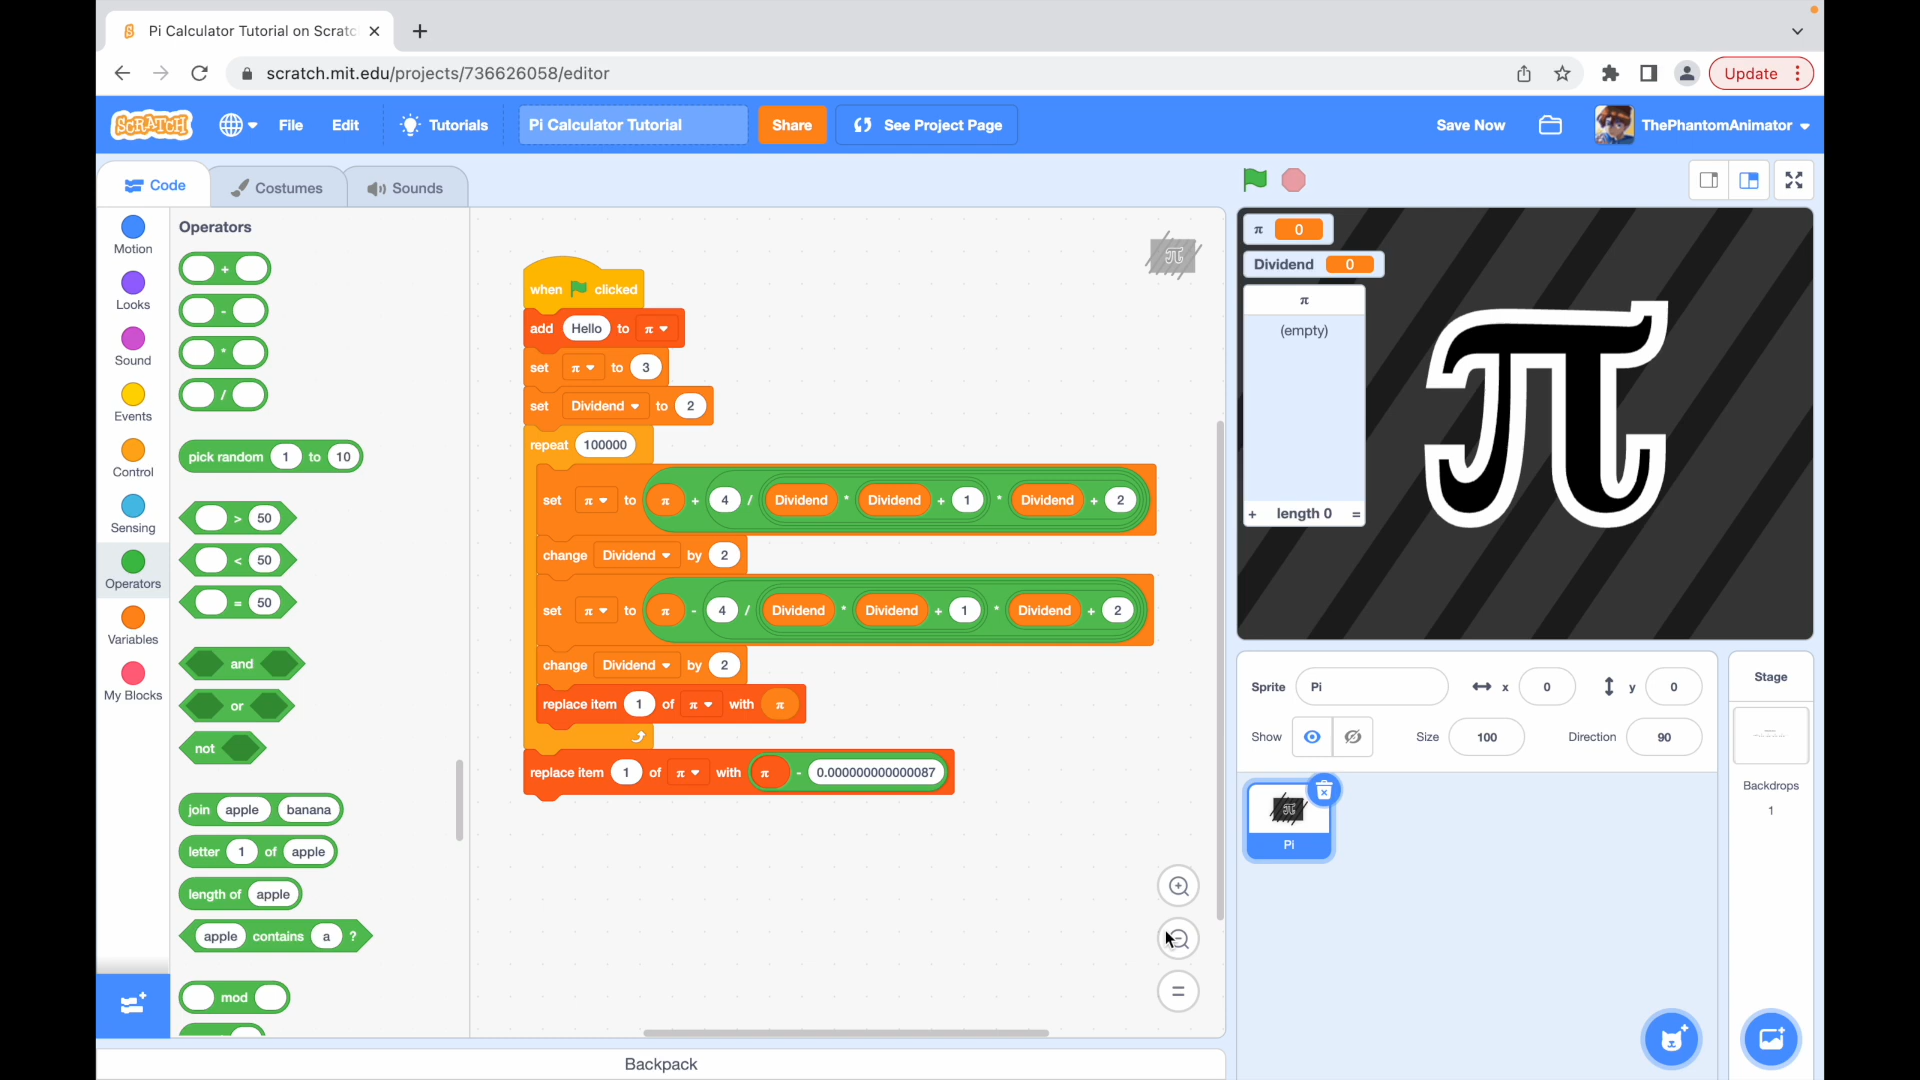 Pi Calculator Tutorial on Scratc
scratch.mit.edu/projects/736626058/editor
Update
SCRATCH
File
Edit
Tutorials
Pi Calculator Tutorial
Share
See Project Page
Save Now
ThePhantomAnimator
Code
Costumes
Sounds
Motion
Looks
Sound
Events
Control
Sensing
Operators
Variables
My Blocks
Operators
+
-
*
/
pick random 1 to 10
> 50
< 50
= 50
and
or
not
join apple banana
letter 1 of apple
length of apple
apple contains a ?
mod
when clicked
add Hello to π
set π to 3
set Dividend to 2
repeat 100000
set π to π + 4 / Dividend * Dividend + 1 * Dividend + 2
change Dividend by 2
set π to π - 4 / Dividend * Dividend + 1 * Dividend + 2
change Dividend by 2
replace item 1 of π with π
replace item 1 of π with π - 0.000000000000087
Backpack
π 0
Dividend 0
π
(empty)
+ length 0 =
π
Sprite Pi x 0 y 0
Show Size 100 Direction 90
Pi
Stage
Backdrops
1